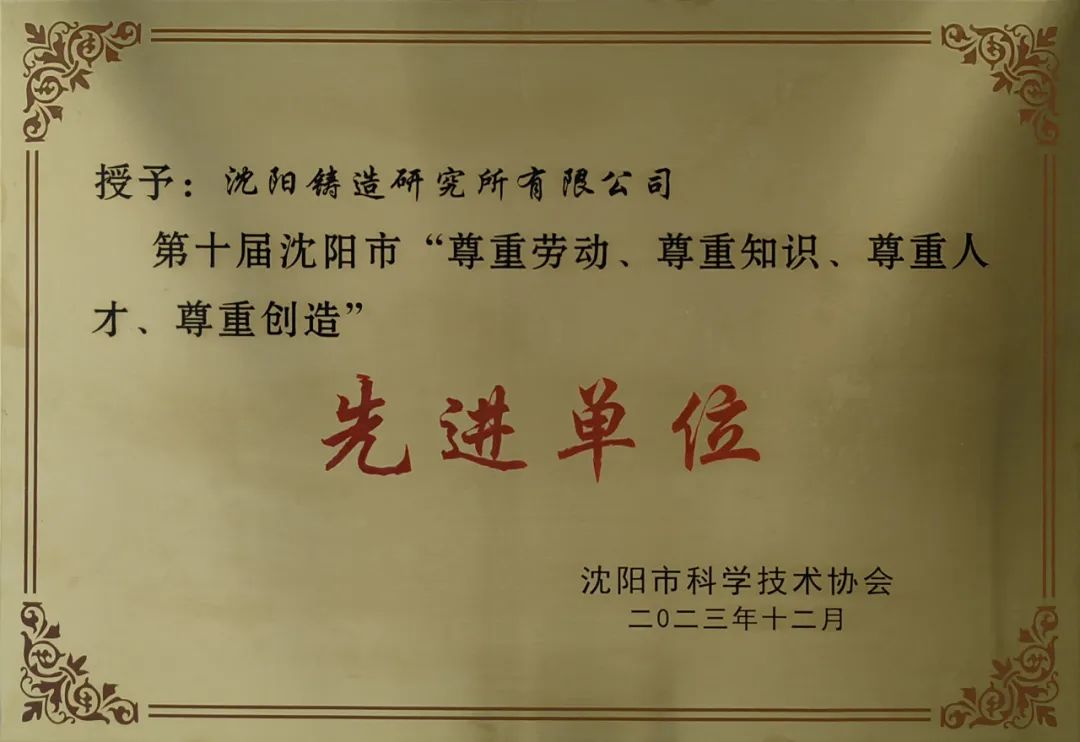 授予：沈阳铸造研究所有限公司
第十届沈阳市“尊重劳动、尊重知识、尊重人
才、尊重创造”
先进单位
沈阳市科学技术协会
二0二三年十二月